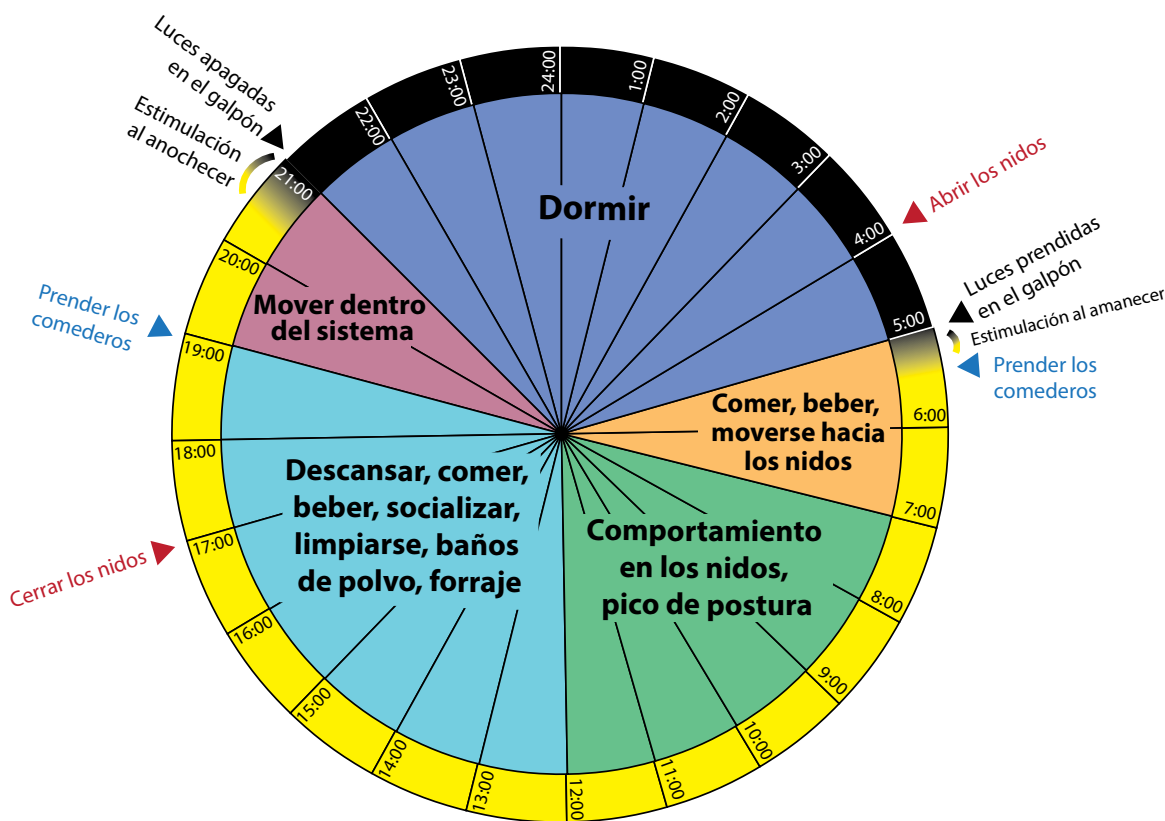 Luces apagadas
en el galpón
Estimulación
al anochecer
24:00
1:00
2:00
3:00
4:00
5:00
6:00
7:00
8:00
9:00
10:00
11:00
12:00
13:00
14:00
15:00
16:00
17:00
18:00
19:00
20:00
21:00
22:00
23:00
Abrir los nidos
Luces prendidas
en el galpón
Estimulación al amanecer
Prender los
comederos
Prender los
comederos
Cerrar los nidos
Dormir
Mover dentro
del sistema
Comer, beber,
moverse hacia
los nidos
Descansar, comer,
beber, socializar,
limpiarse, baños
de polvo, forraje
Comportamiento
en los nidos,
pico de postura